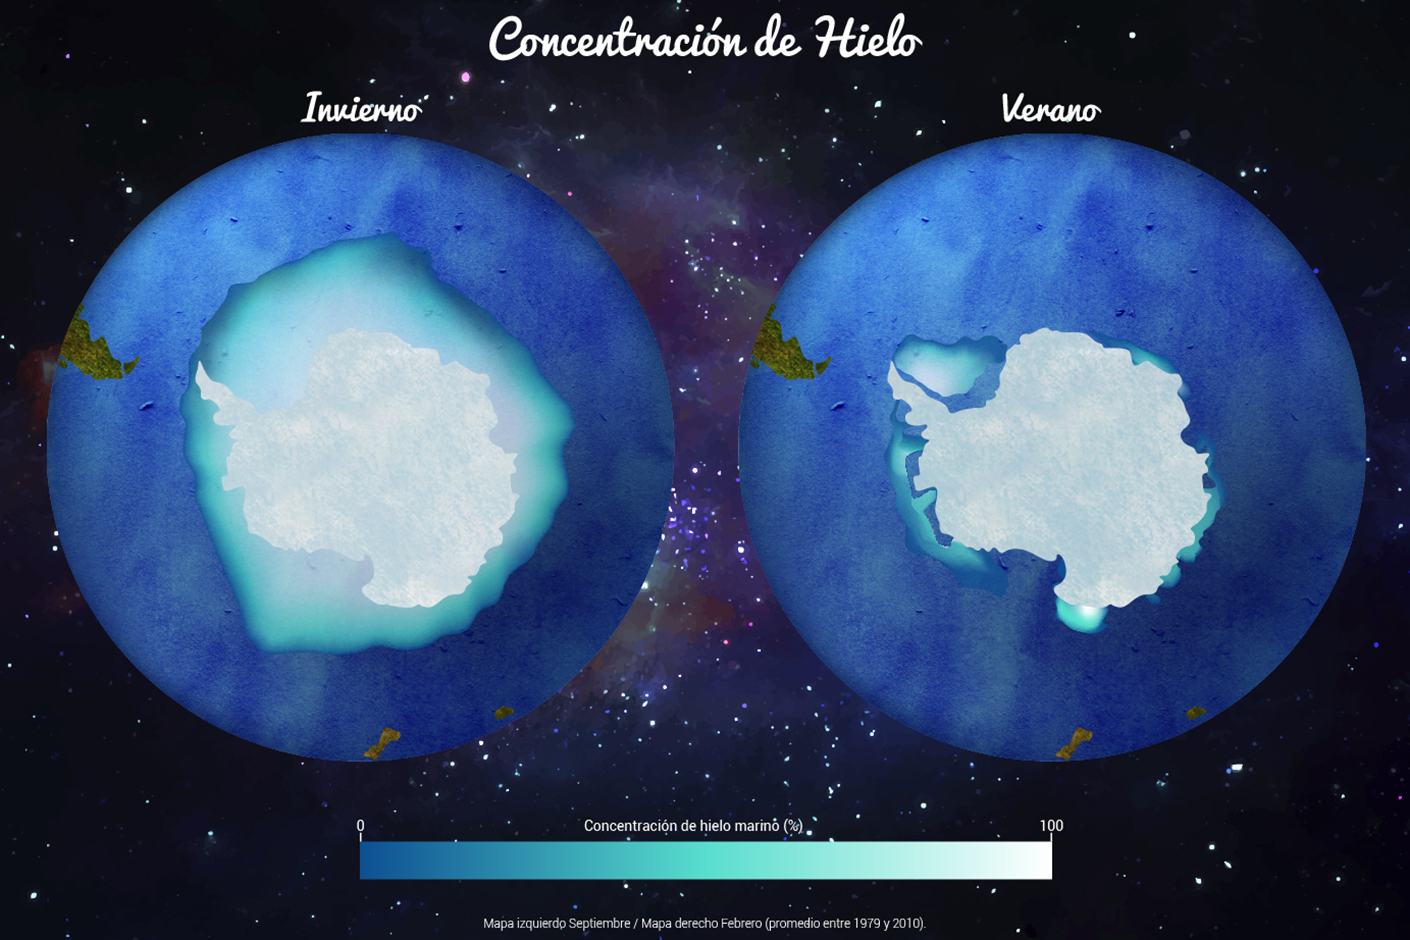 Concentración de Hielo
Invierno
Verano
0
Concentración de hielo marino (%)
100
Mapa izquierdo Septiembre / Mapa derecho Febrero (promedio entre 1979 y 2010).